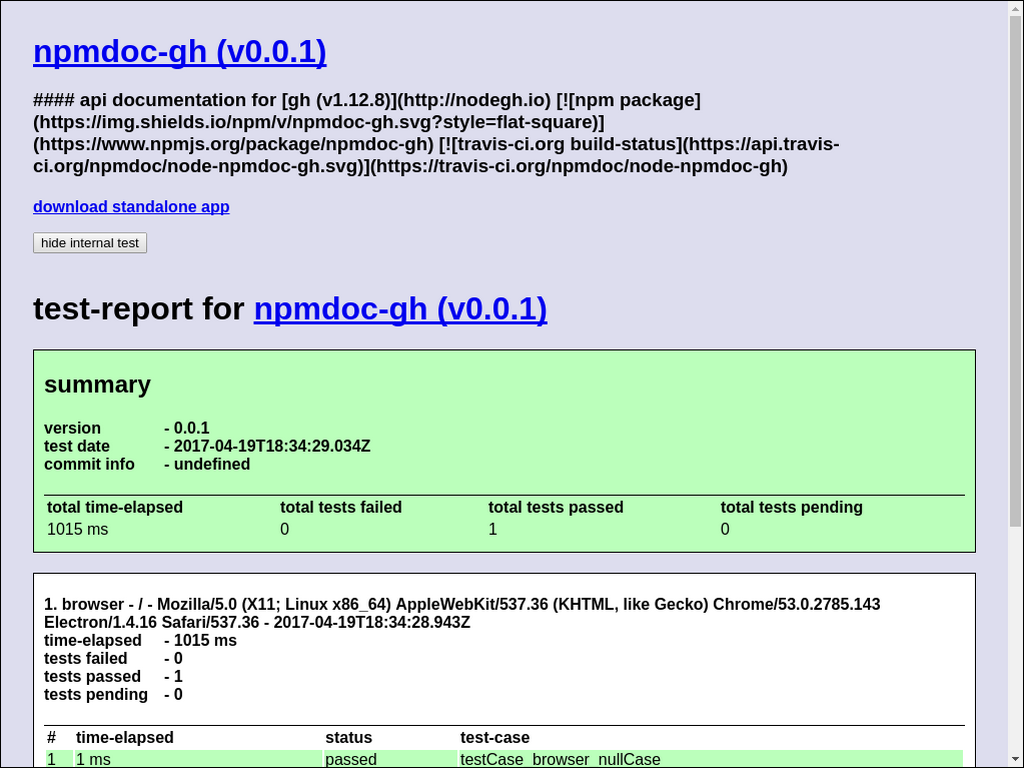 npmdoc-gh (v0.0.1)
#### api documentation for [gh (v1.12.8)](http://nodegh.io) [![npm package]
(https://img.shields.io/npm/v/npmdoc-gh.svg?style=flat-square)]
(https://www.npmjs.org/package/npmdoc-gh) [![travis-ci.org build-status](https://api.travis-
ci.org/npmdoc/node-npmdoc-gh.svg)](https://travis-ci.org/npmdoc/node-npmdoc-gh)
download standalone app
hide internal test
test-report for npmdoc-gh (v0.0.1)
summary
version - 0.0.1
test date - 2017-04-19T18:34:29.034Z
commit info - undefined
total time-elapsed total tests failed total tests passed total tests pending
1015 ms 0 1 0
1. browser - / - Mozilla/5.0 (X11; Linux x86_64) AppleWebKit/537.36 (KHTML, like Gecko) Chrome/53.0.2785.143
Electron/1.4.16 Safari/537.36 - 2017-04-19T18:34:28.943Z
time-elapsed - 1015 ms
tests failed - 0
tests passed - 1
tests pending - 0
# time-elapsed status test-case
1 1 ms passed testCase_browser_nullCase